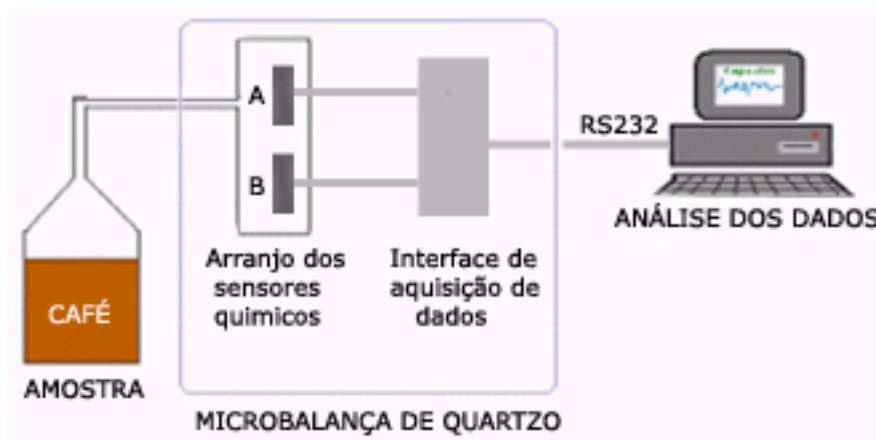 A
B
RS232
ANÁLISE DOS DADOS
Arranjo dos
sensores
quimicos
Interface de
aquisição de
dados
CAFÉ
AMOSTRA
MICROBALANÇA DE QUARTZO